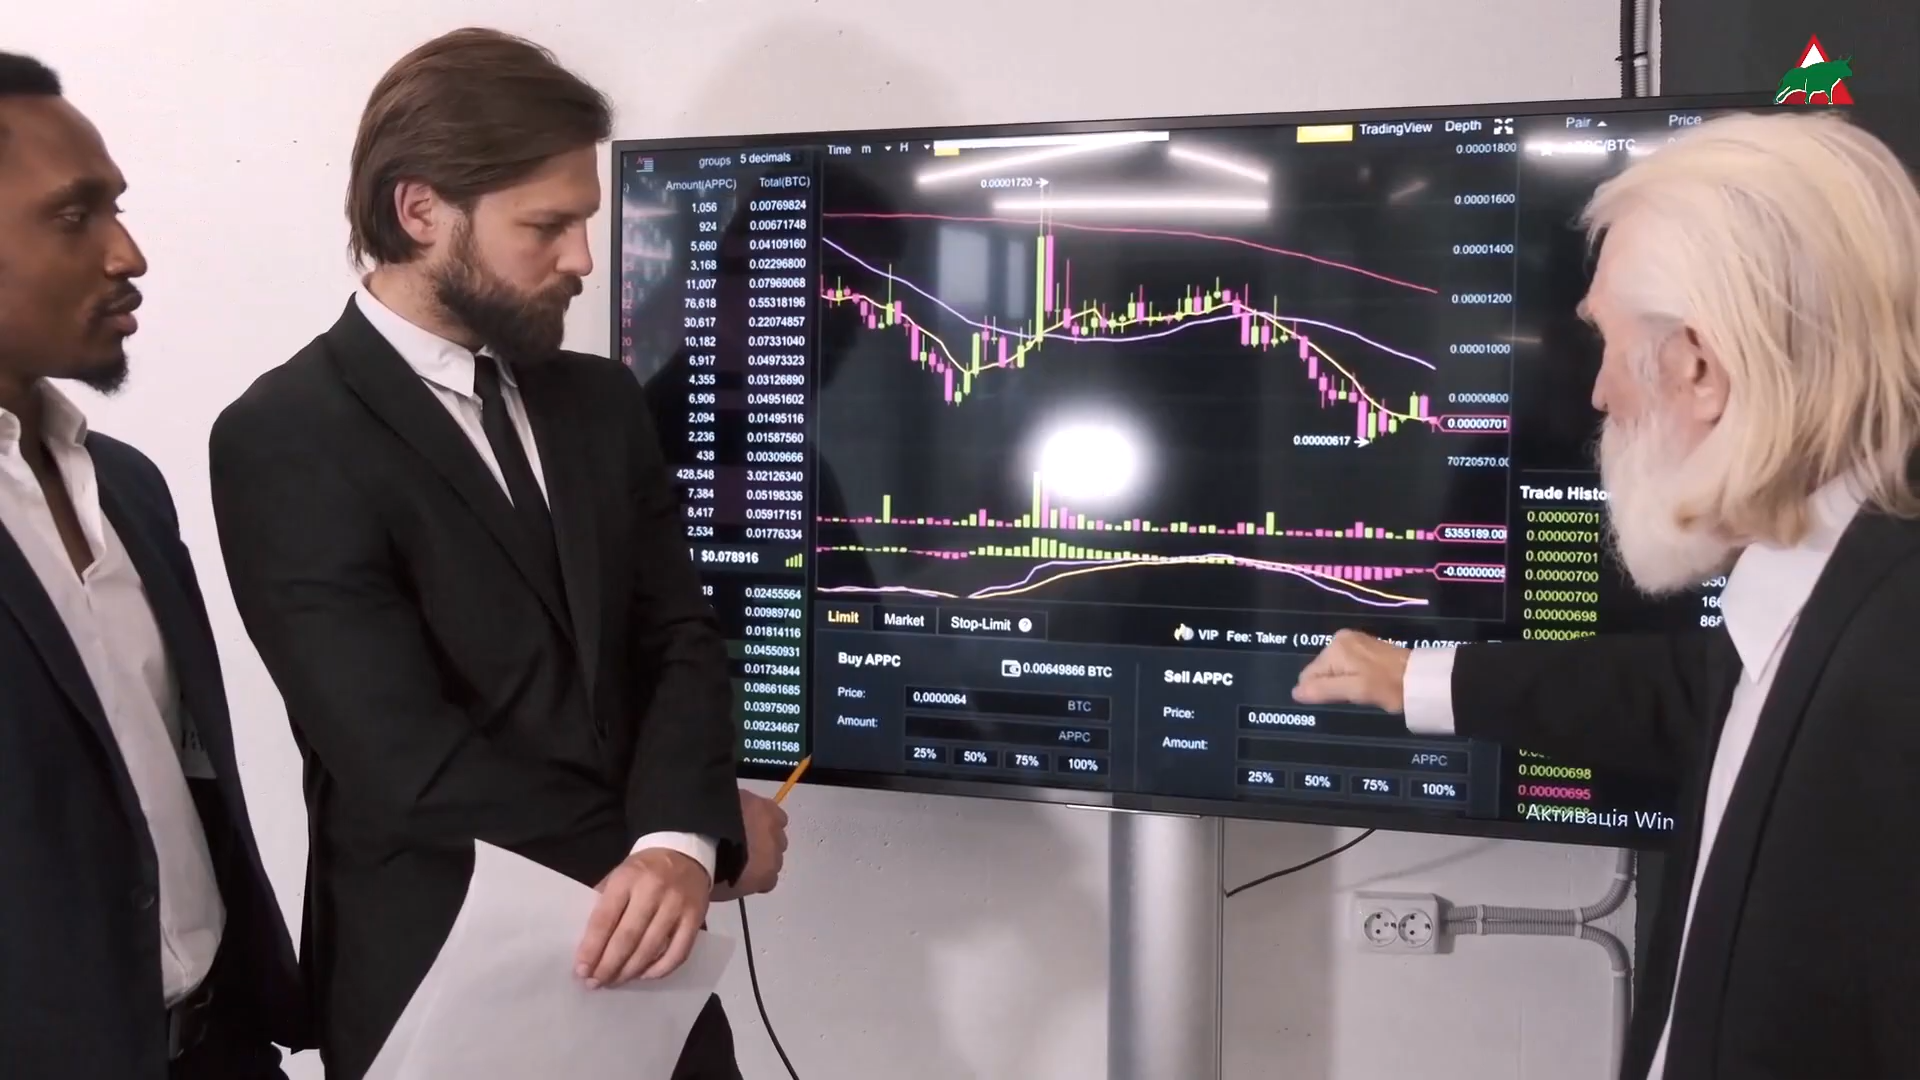 groups 5 decimals
Amount(APPC) Total(BTC)
1,056 0.00769824
924 0.00671748
5,660 0.04109160
3,168 0.02296800
11,007 0.07969068
76,618 0.55318196
30,617 0.22074857
10,182 0.07331040
6,917 0.04973323
4,355 0.03126890
6,906 0.04951602
2,094 0.01495116
2,236 0.01587560
438 0.00309666
428,548 3.02126340
7,384 0.05198336
8,417 0.05917151
2,534 0.01776334
$0.078916
18 0.02455564
0.00989740
0.01814116
0.04550931
0.01734844
0.08661685
0.03975090
0.09234667
0.09811568
Time m H
TradingView Depth
0.00001720
0.00000617
0.00001800
0.00001600
0.00001400
0.00001200
0.00001000
0.00000800
0.00000701
70720570.00
5355189.00
-0.00000005
Limit Market Stop-Limit ?
VIP Fee: Taker (0.075
Buy APPC 0.00649866 BTC
Price: 0,0000064 BTC
Amount: APPC
25% 50% 75% 100%
Sell APPC
Price: 0,00000698
Amount: APPC
25% 50% 75% 100%
Pair Price
/BTC
Trade Histo
0.00000701
0.00000701
0.00000701
0.00000700
0.00000700
0.00000698
166
868
0.00000698
0.00000695
Активація Win